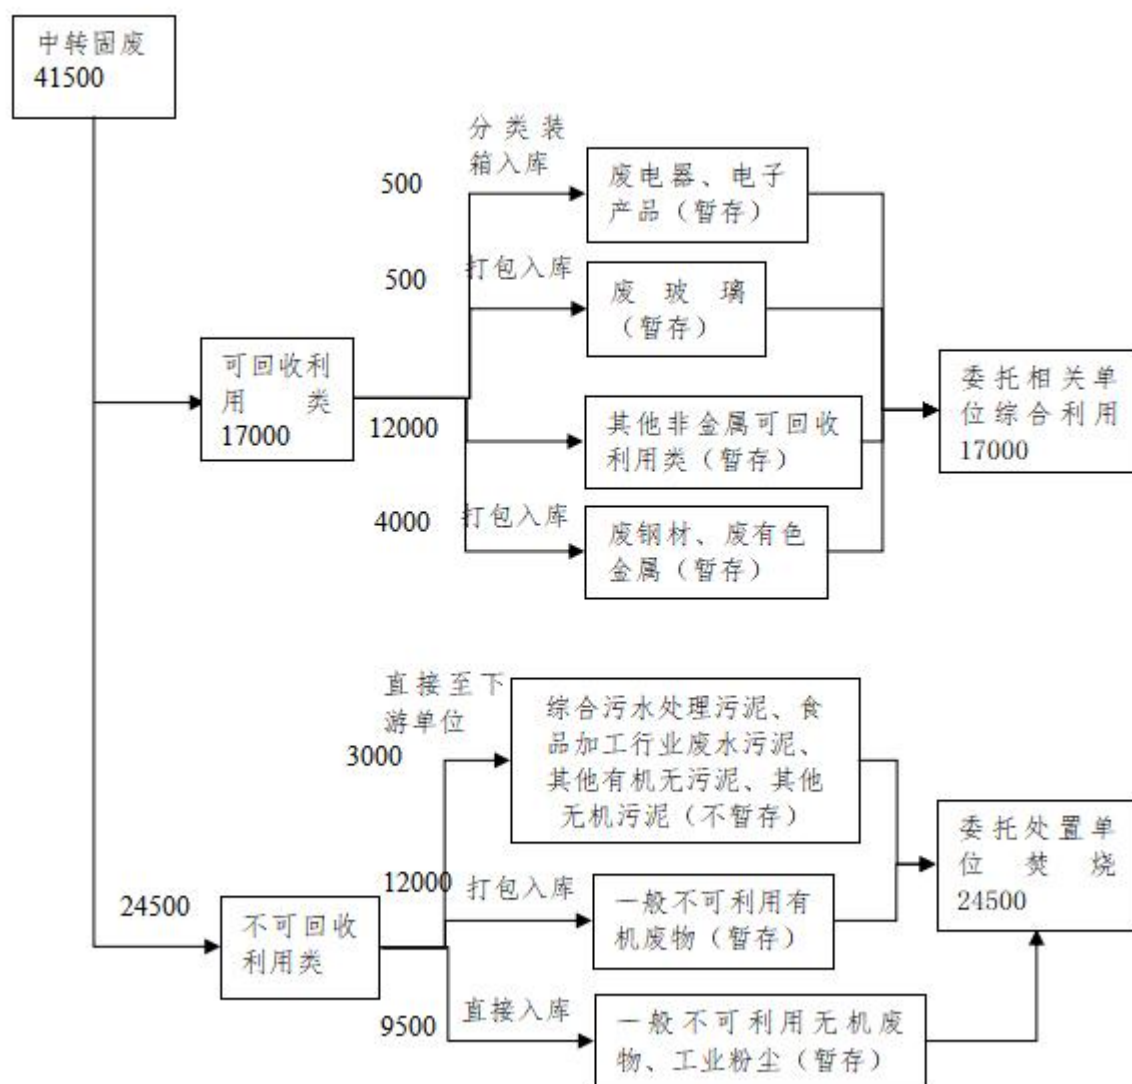 中转固废
41500
分类装
箱入库
500
废电器、电子
产品（暂存）
500
打包入库
废玻璃
（暂存）
可回收利
用类
17000
12000
其他非金属可回收
利用类（暂存）
委托相关单
位综合利用
17000
4000
打包入库
废钢材、废有色
金属（暂存）
直接至下
游单位
3000
综合污水处理污泥、食
品加工行业废水污泥、
其他有机无污泥、其他
无机污泥（不暂存）
委托处置单
位焚烧
24500
24500
不可回收
利用类
12000
打包入库
一般不可利用有
机废物（暂存）
9500
直接入库
一般不可利用无机废
物、工业粉尘（暂存）